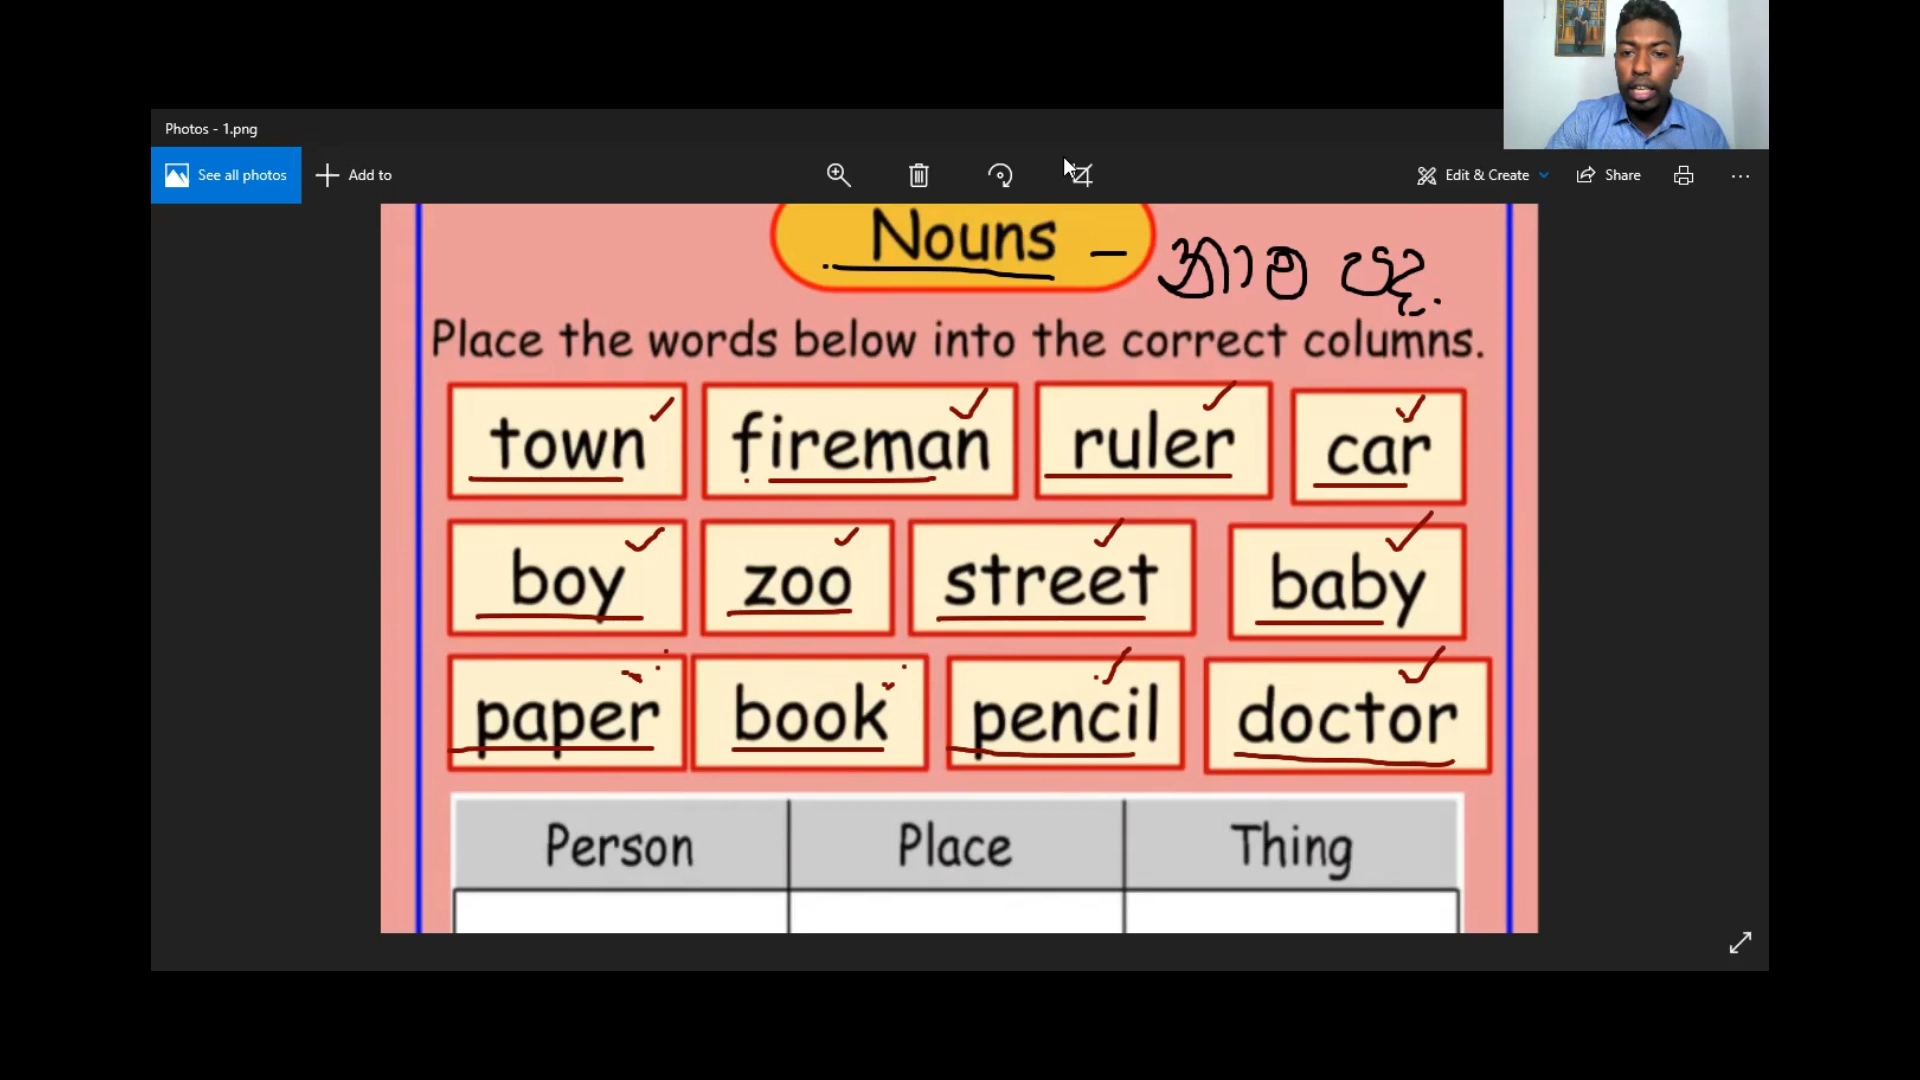 Photos - 1.png
See all photos Add to Edit & Create Share
Nouns – නාම පද.
Place the words below into the correct columns.
town fireman ruler car
boy zoo street baby
paper book pencil doctor
Person Place Thing